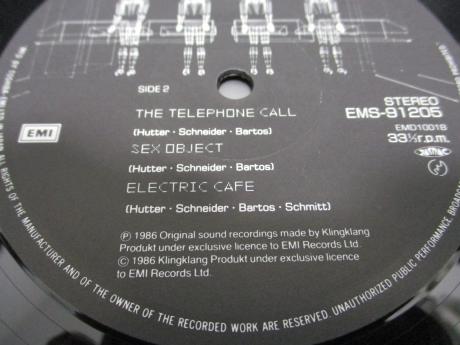 SIDE 2
STEREO
EMS-91205
EMD1001B
33⅓r.p.m.
EMI
THE TELEPHONE CALL
(Hutter · Schneider · Bartos)
SEX OBJECT
(Hutter · Schneider · Bartos)
ELECTRIC CAFE
(Hutter · Schneider · Bartos · Schmitt)
Ⓟ 1986 Original sound recordings made by Klingklang
Produkt under exclusive licence to EMI Records Ltd.
© 1986 Klingklang Produkt under exclusive licence
to EMI Records Ltd.
ALL RIGHTS OF THE MANUFACTURER AND OF THE OWNER OF THE RECORDED WORK ARE RESERVED. UNAUTHORIZED PUBLIC PERFORMANCE, BROADCA